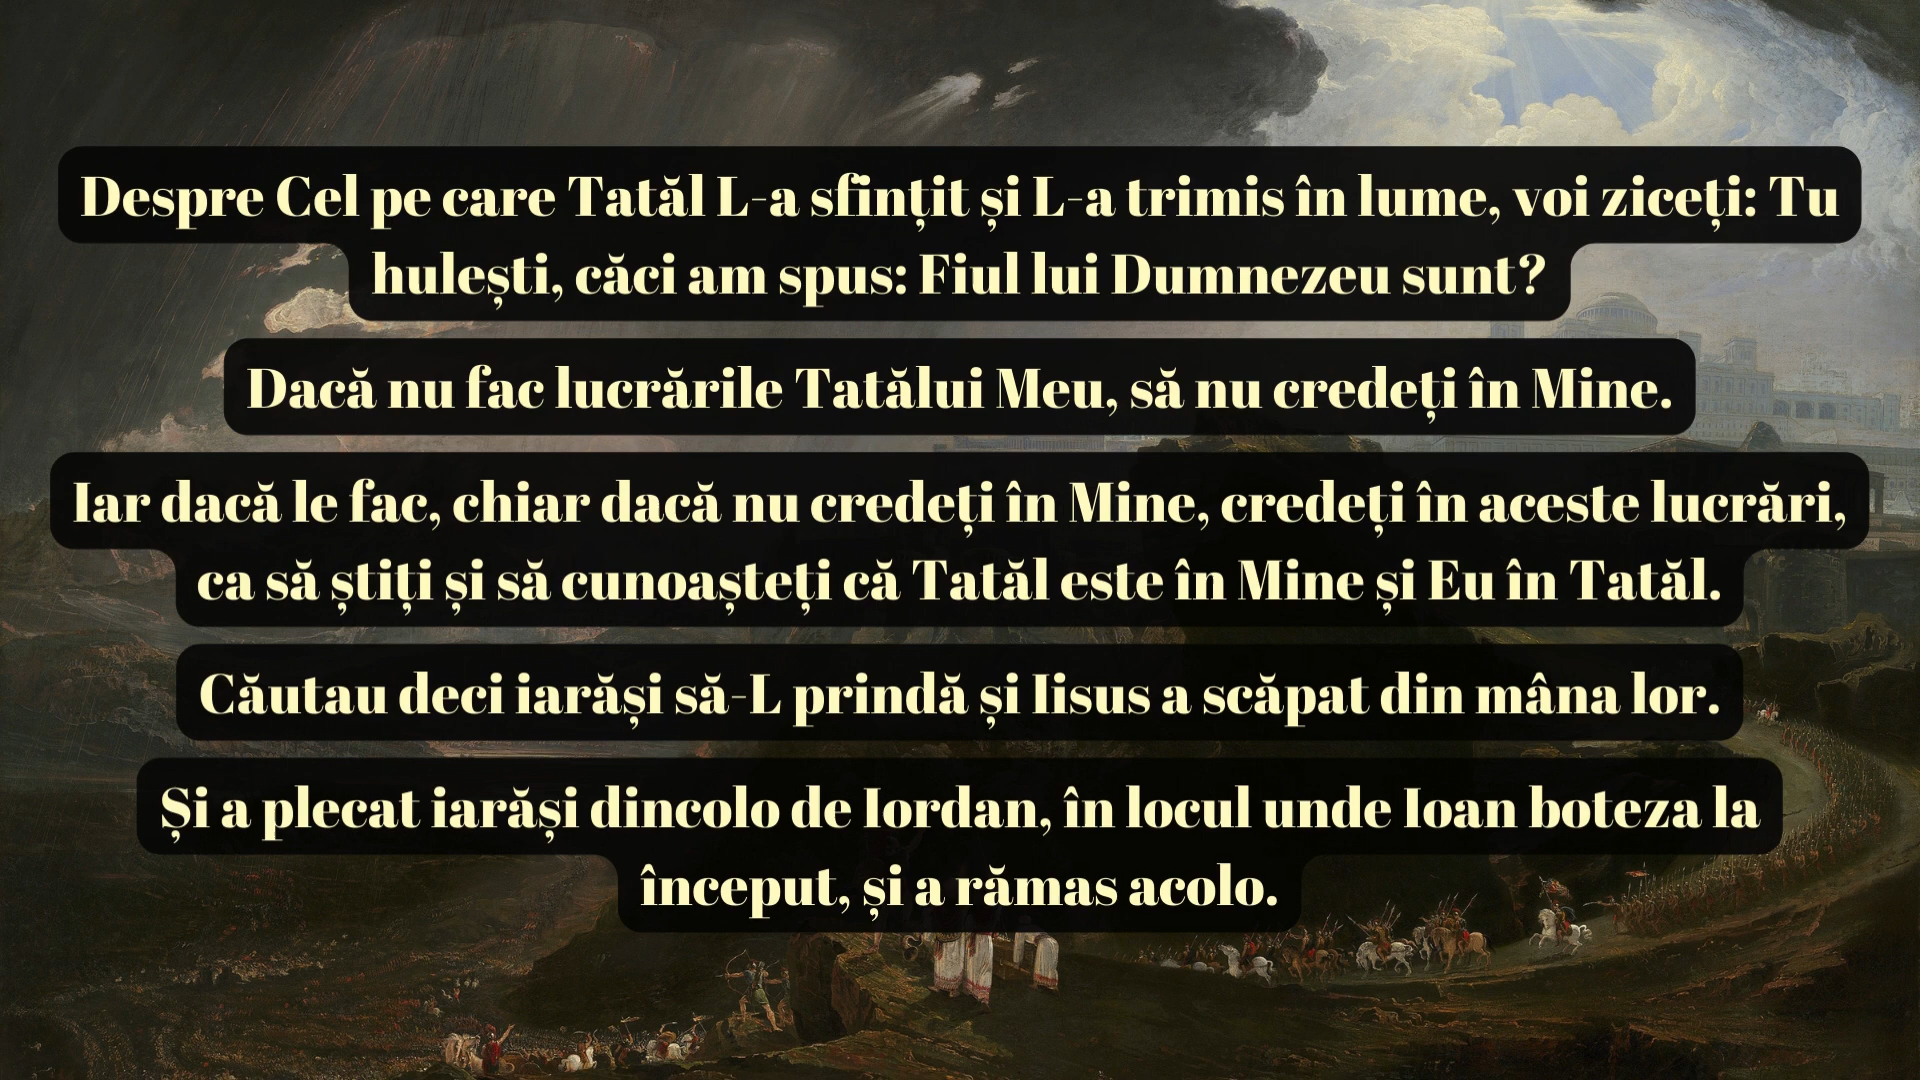 Despre Cel pe care Tatăl L-a sfințit și L-a trimis în lume, voi ziceți: Tu
hulești, căci am spus: Fiul lui Dumnezeu sunt?
Dacă nu fac lucrările Tatălui Meu, să nu credeți în Mine.
Iar dacă le fac, chiar dacă nu credeți în Mine, credeți în aceste lucrări,
ca să știți și să cunoașteți că Tatăl este în Mine și Eu în Tatăl.
Căutau deci iarăși să-L prindă și Iisus a scăpat din mâna lor.
Și a plecat iarăși dincolo de Iordan, în locul unde Ioan boteza la
început, și a rămas acolo.